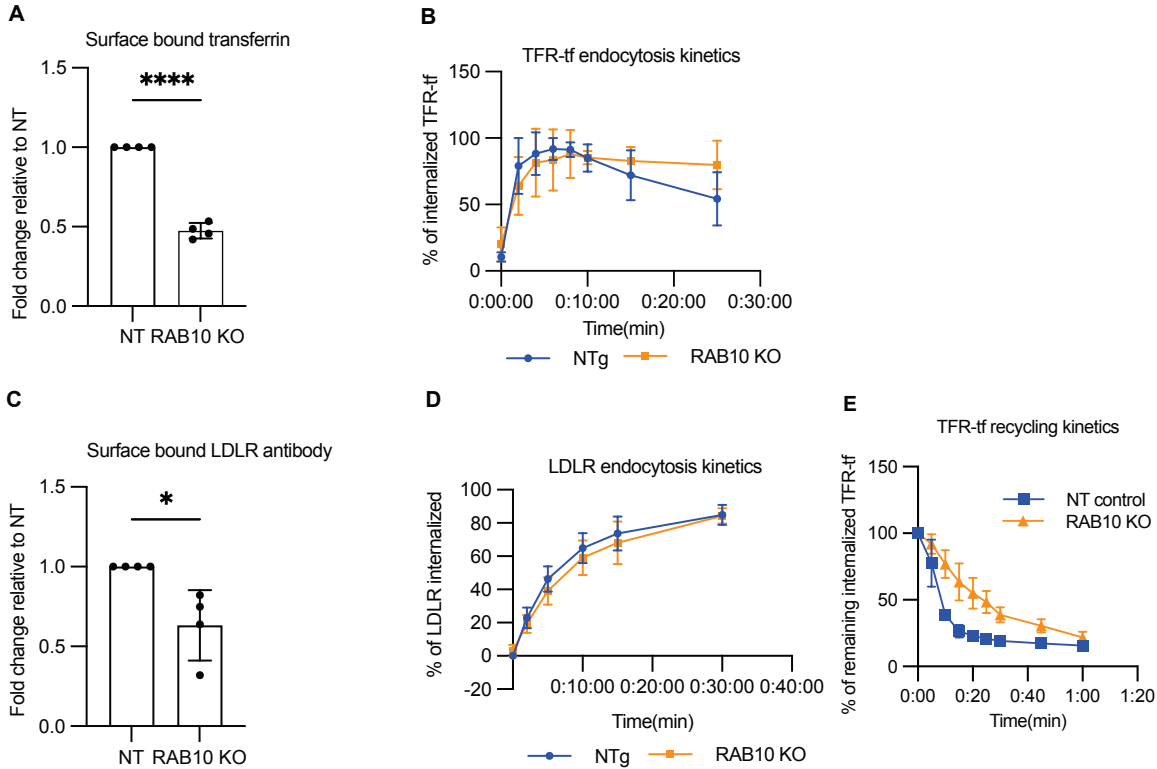 A
Surface bound transferrin
Fold change relative to NT
1.5
1.0
0.5
0.0
****
NT RAB10 KO
B
TFR-tf endocytosis kinetics
% of internalized TFR-tf
150
100
50
0
0:00:00 0:10:00 0:20:00 0:30:00
Time(min)
NTg RAB10 KO
C
Surface bound LDLR antibody
Fold change relative to NT
1.5
1.0
0.5
0.0
*
NT RAB10 KO
D
LDLR endocytosis kinetics
% of LDLR internalized
100
80
60
40
20
0
-20
0:10:00 0:20:00 0:30:00 0:40:00
Time(min)
NTg RAB10 KO
E
TFR-tf recycling kinetics
% of remaining internalized TFR-tf
150
100
50
0
NT control
RAB10 KO
0:00 0:20 0:40 1:00 1:20
Time(min)